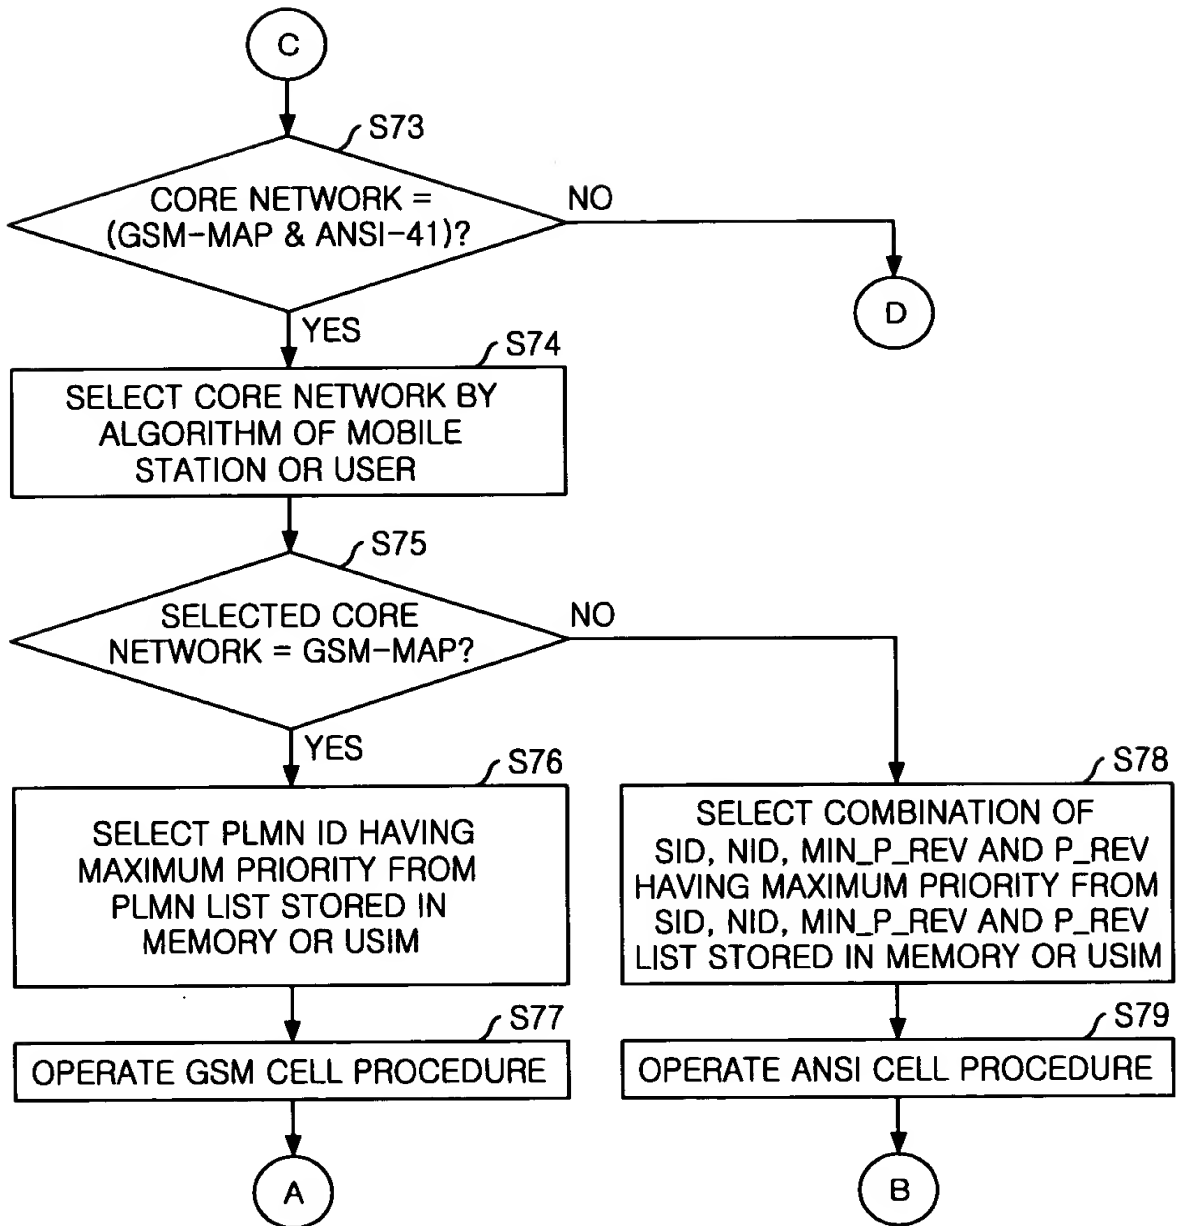 C
S73
CORE NETWORK =
(GSM-MAP & ANSI-41)?
NO
D
YES
S74
SELECT CORE NETWORK BY
ALGORITHM OF MOBILE
STATION OR USER
S75
SELECTED CORE
NETWORK = GSM-MAP?
NO
YES
S76
SELECT PLMN ID HAVING
MAXIMUM PRIORITY FROM
PLMN LIST STORED IN
MEMORY OR USIM
S78
SELECT COMBINATION OF
SID, NID, MIN_P_REV AND P_REV
HAVING MAXIMUM PRIORITY FROM
SID, NID, MIN_P_REV AND P_REV
LIST STORED IN MEMORY OR USIM
S77
OPERATE GSM CELL PROCEDURE
S79
OPERATE ANSI CELL PROCEDURE
A
B